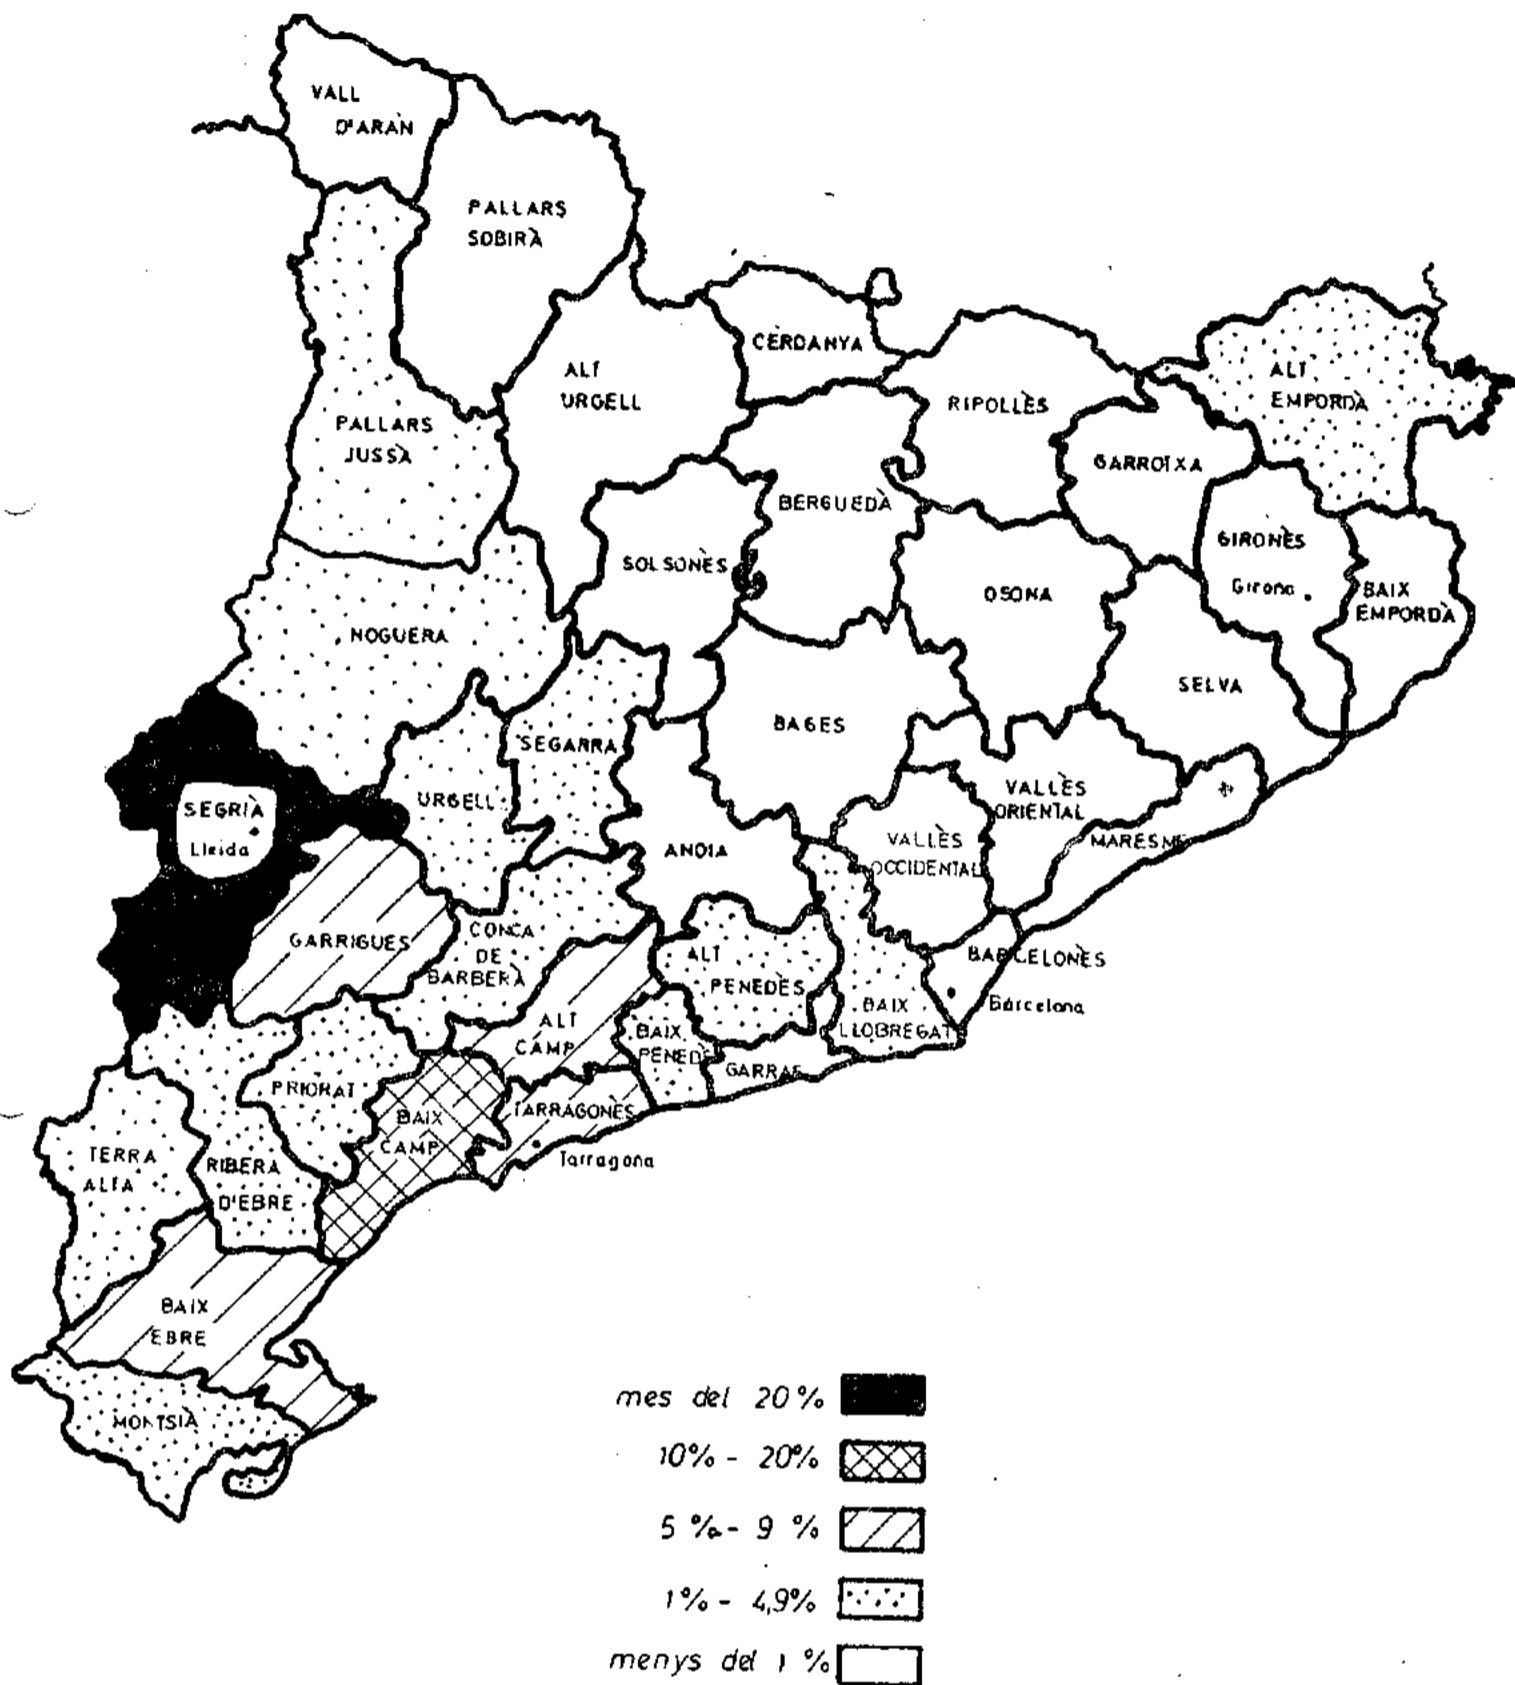 VALL
D'ARAN
PALLARS
SOBIRÀ
CERDANYA
ALT
URGELL
RIPOLLÈS
ALT
EMPORDÀ
PALLARS
JUSSÀ
GARROTXA
BERGUEDÀ
SOLSONÈS
GIRONÈS
Girona
OSONA
BAIX
EMPORDÀ
NOGUERA
SELVA
BAGES
SEGARRA
URGELL
VALLÈS
ORIENTAL
SEGRIÀ
Lleida
MARESME
ANOIA
VALLÈS
OCCIDENTAL
GARRIGUES
CONCA
DE
BARBERÀ
ALT
PENEDÈS
BARCELONÈS
Barcelona
BAIX
LLOBREGAT
ALT
CAMP
BAIX
PENEDÈS
GARRAF
PRIORAT
BAIX
CAMP
TARRAGONÈS
Tarragona
TERRA
ALTA
RIBERA
D'EBRE
BAIX
EBRE
MONTSIÀ
mes del 20%
10% - 20%
5 % - 9 %
1% - 4,9%
menys del 1 %